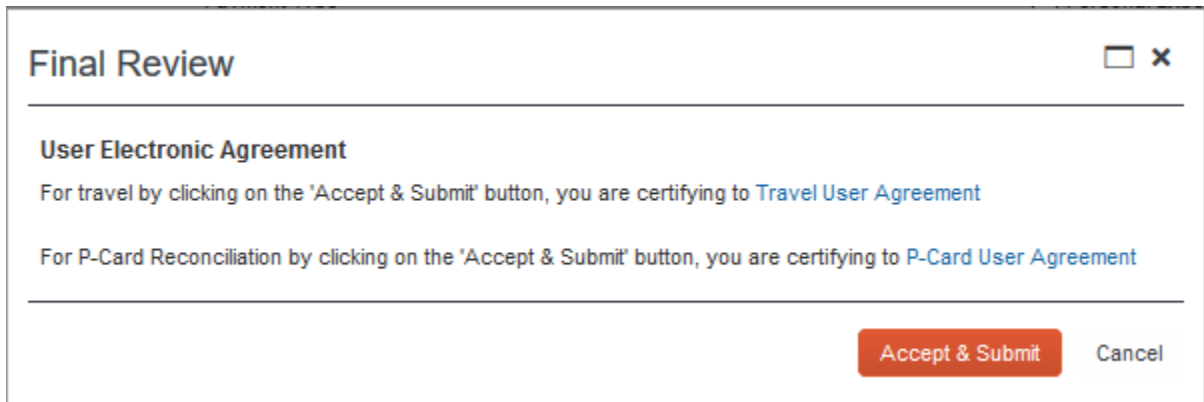 Final Review
User Electronic Agreement
For travel by clicking on the 'Accept & Submit' button, you are certifying to Travel User Agreement
For P-Card Reconciliation by clicking on the 'Accept & Submit' button, you are certifying to P-Card User Agreement
Accept & Submit Cancel